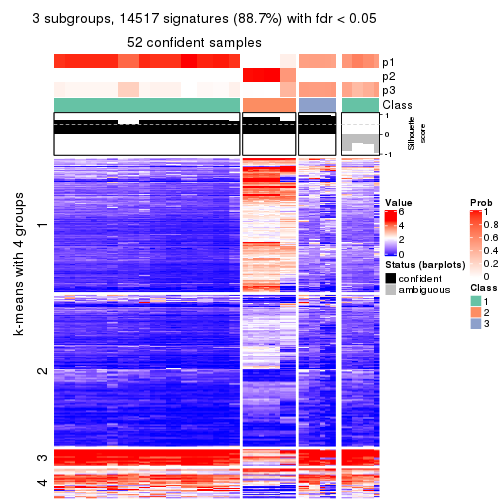 3 subgroups, 14517 signatures (88.7%) with fdr < 0.05
52 confident samples
p1
p2
p3
Class
1
0
-1
Silhouette
score
k-means with 4 groups
1
2
3
4
Value
6
4
2
0
Status (barplots)
confident
ambiguous
Prob
1
0.8
0.6
0.4
0.2
0
Class
1
2
3